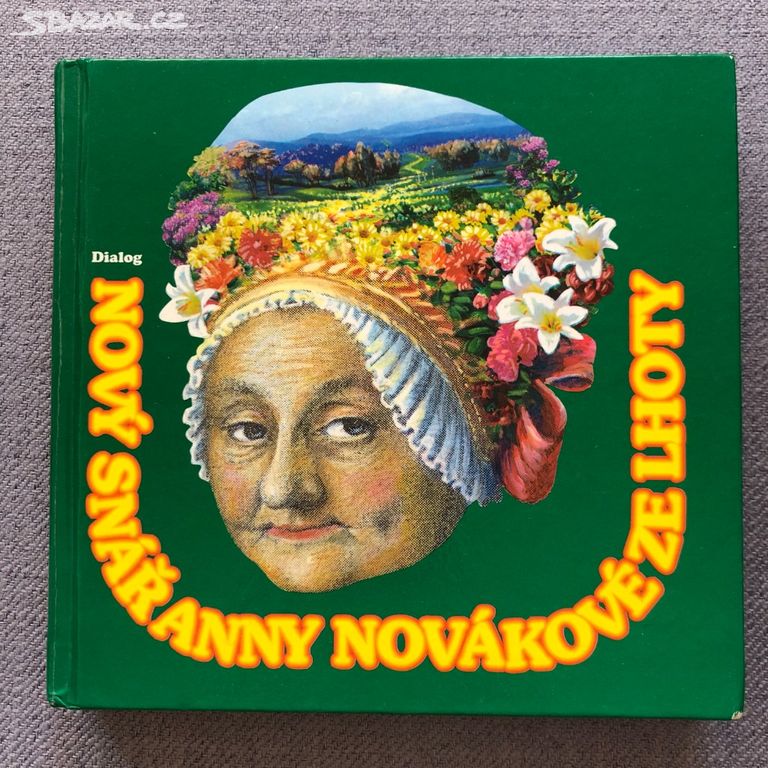 SBAZAR.CZ
Dialog
NOVÝ SNÁŘ ANNY NOVÁKOVÉ ZE LHOTY